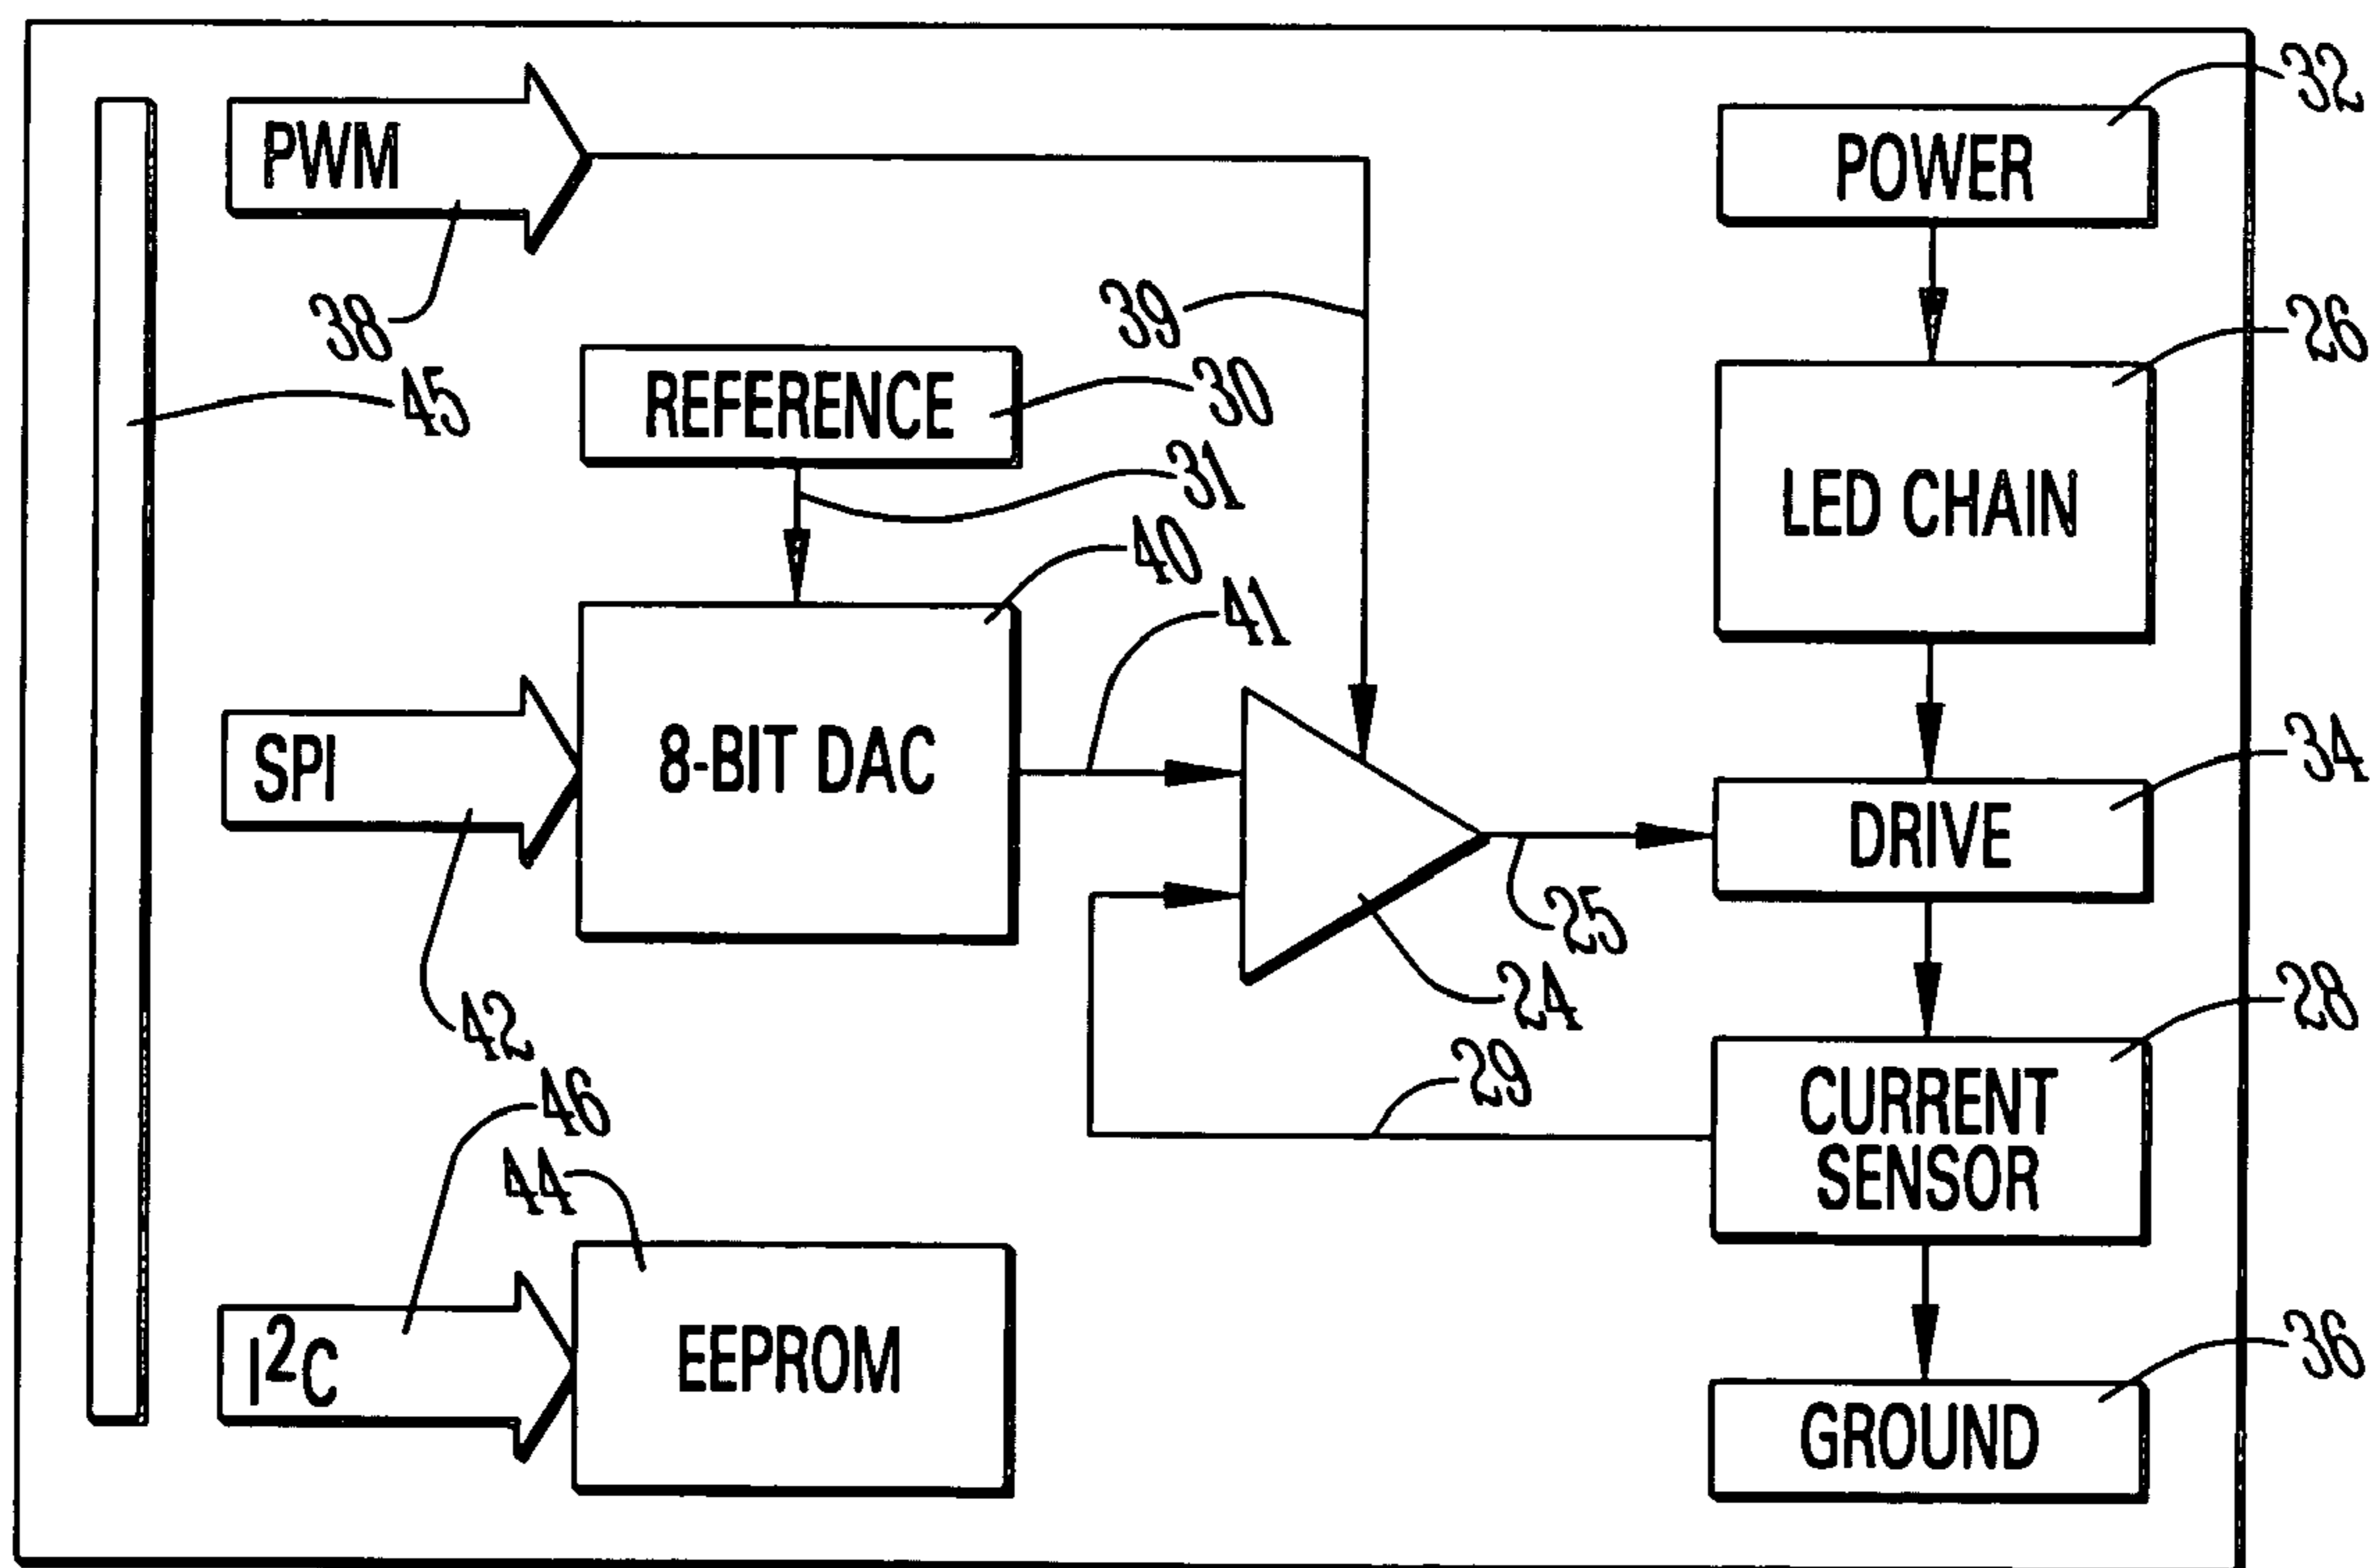 PWM
32
POWER
38
39
26
45
REFERENCE
30
31
LED CHAIN
40
41
SPI
8-BIT DAC
34
DRIVE
25
24
28
42
29
46
CURRENT
SENSOR
44
I²C
EEPROM
36
GROUND